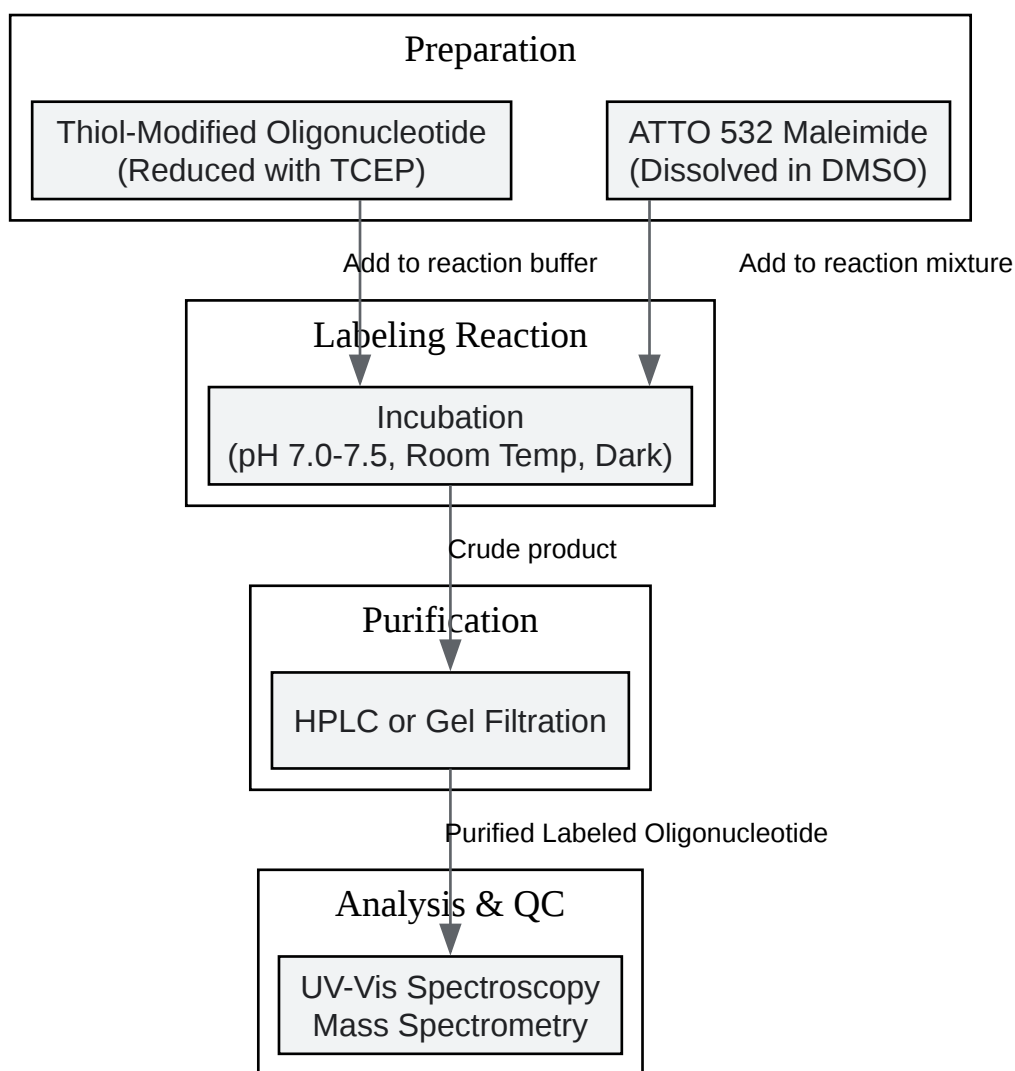 Preparation
Thiol-Modified Oligonucleotide
(Reduced with TCEP)
ATTO 532 Maleimide
(Dissolved in DMSO)
Add to reaction buffer
Add to reaction mixture
Labeling Reaction
Incubation
(pH 7.0-7.5, Room Temp, Dark)
Crude product
Purification
HPLC or Gel Filtration
Purified Labeled Oligonucleotide
Analysis & QC
UV-Vis Spectroscopy
Mass Spectrometry